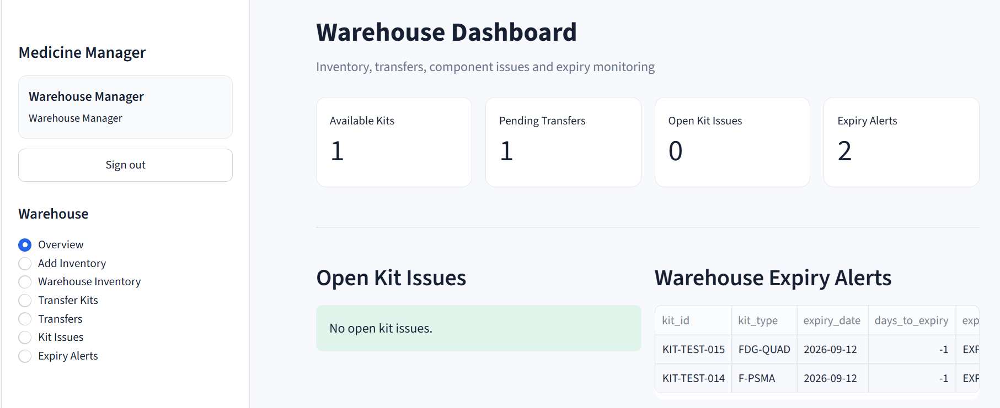 Medicine Manager
Warehouse Manager
Warehouse Manager
Sign out
Warehouse
Overview
Add Inventory
Warehouse Inventory
Transfer Kits
Transfers
Kit Issues
Expiry Alerts
Warehouse Dashboard
Inventory, transfers, component issues and expiry monitoring
Available Kits
1
Pending Transfers
1
Open Kit Issues
0
Expiry Alerts
2
Open Kit Issues
No open kit issues.
Warehouse Expiry Alerts
kit_id kit_type expiry_date days_to_expiry exp
KIT-TEST-015 FDG-QUAD 2026-09-12 -1 EXP
KIT-TEST-014 F-PSMA 2026-09-12 -1 EXP